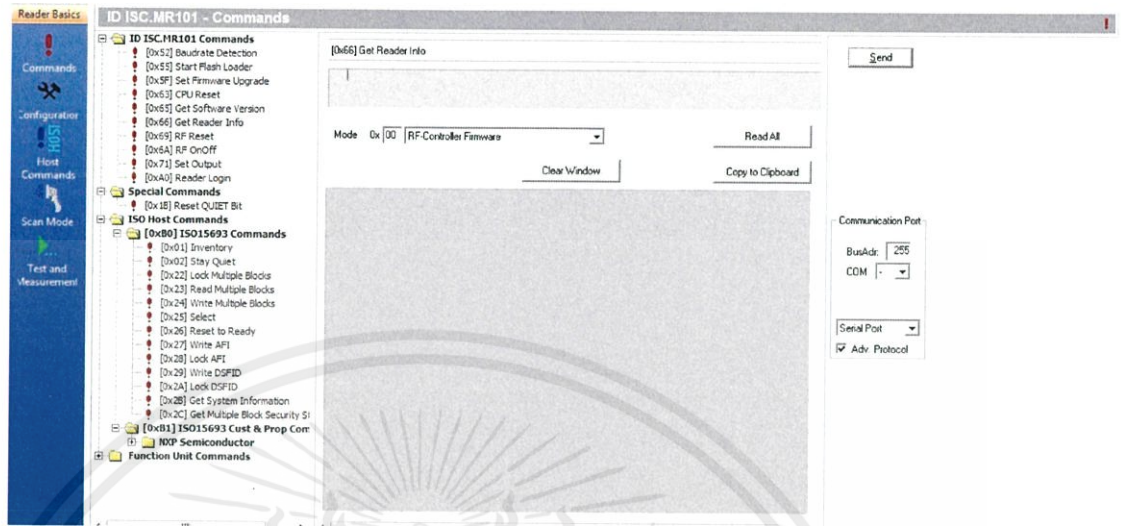 Reader Basics
ID ISC.MR101 - Commands
Commands
Configuration
Host
Commands
Scan Mode
Test and
Measurement
ID ISC.MR101 Commands
[0x52] Baudrate Detection
[0x55] Start Flash Loader
[0x5F] Set Firmware Upgrade
[0x63] CPU Reset
[0x65] Get Software Version
[0x66] Get Reader Info
[0x69] RF Reset
[0x6A] RF OnOff
[0x71] Set Output
[0xA0] Reader Login
Special Commands
[0x1B] Reset QUIET Bit
ISO Host Commands
[0xB0] ISO15693 Commands
[0x01] Inventory
[0x02] Stay Quiet
[0x22] Lock Multiple Blocks
[0x23] Read Multiple Blocks
[0x24] Write Multiple Blocks
[0x25] Select
[0x26] Reset to Ready
[0x27] Write AFI
[0x28] Lock AFI
[0x29] Write DSFID
[0x2A] Lock DSFID
[0x2B] Get System Information
[0x2C] Get Multiple Block Security St
[0xB1] ISO15693 Cust & Prop Com
NXP Semiconductor
Function Unit Commands
[0x66] Get Reader Info
Mode 0x 00 RF-Controller Firmware
Read All
Clear Window
Copy to Clipboard
Send
Communication Port
BusAdr. 255
COM -
Serial Port
Adv. Protocol